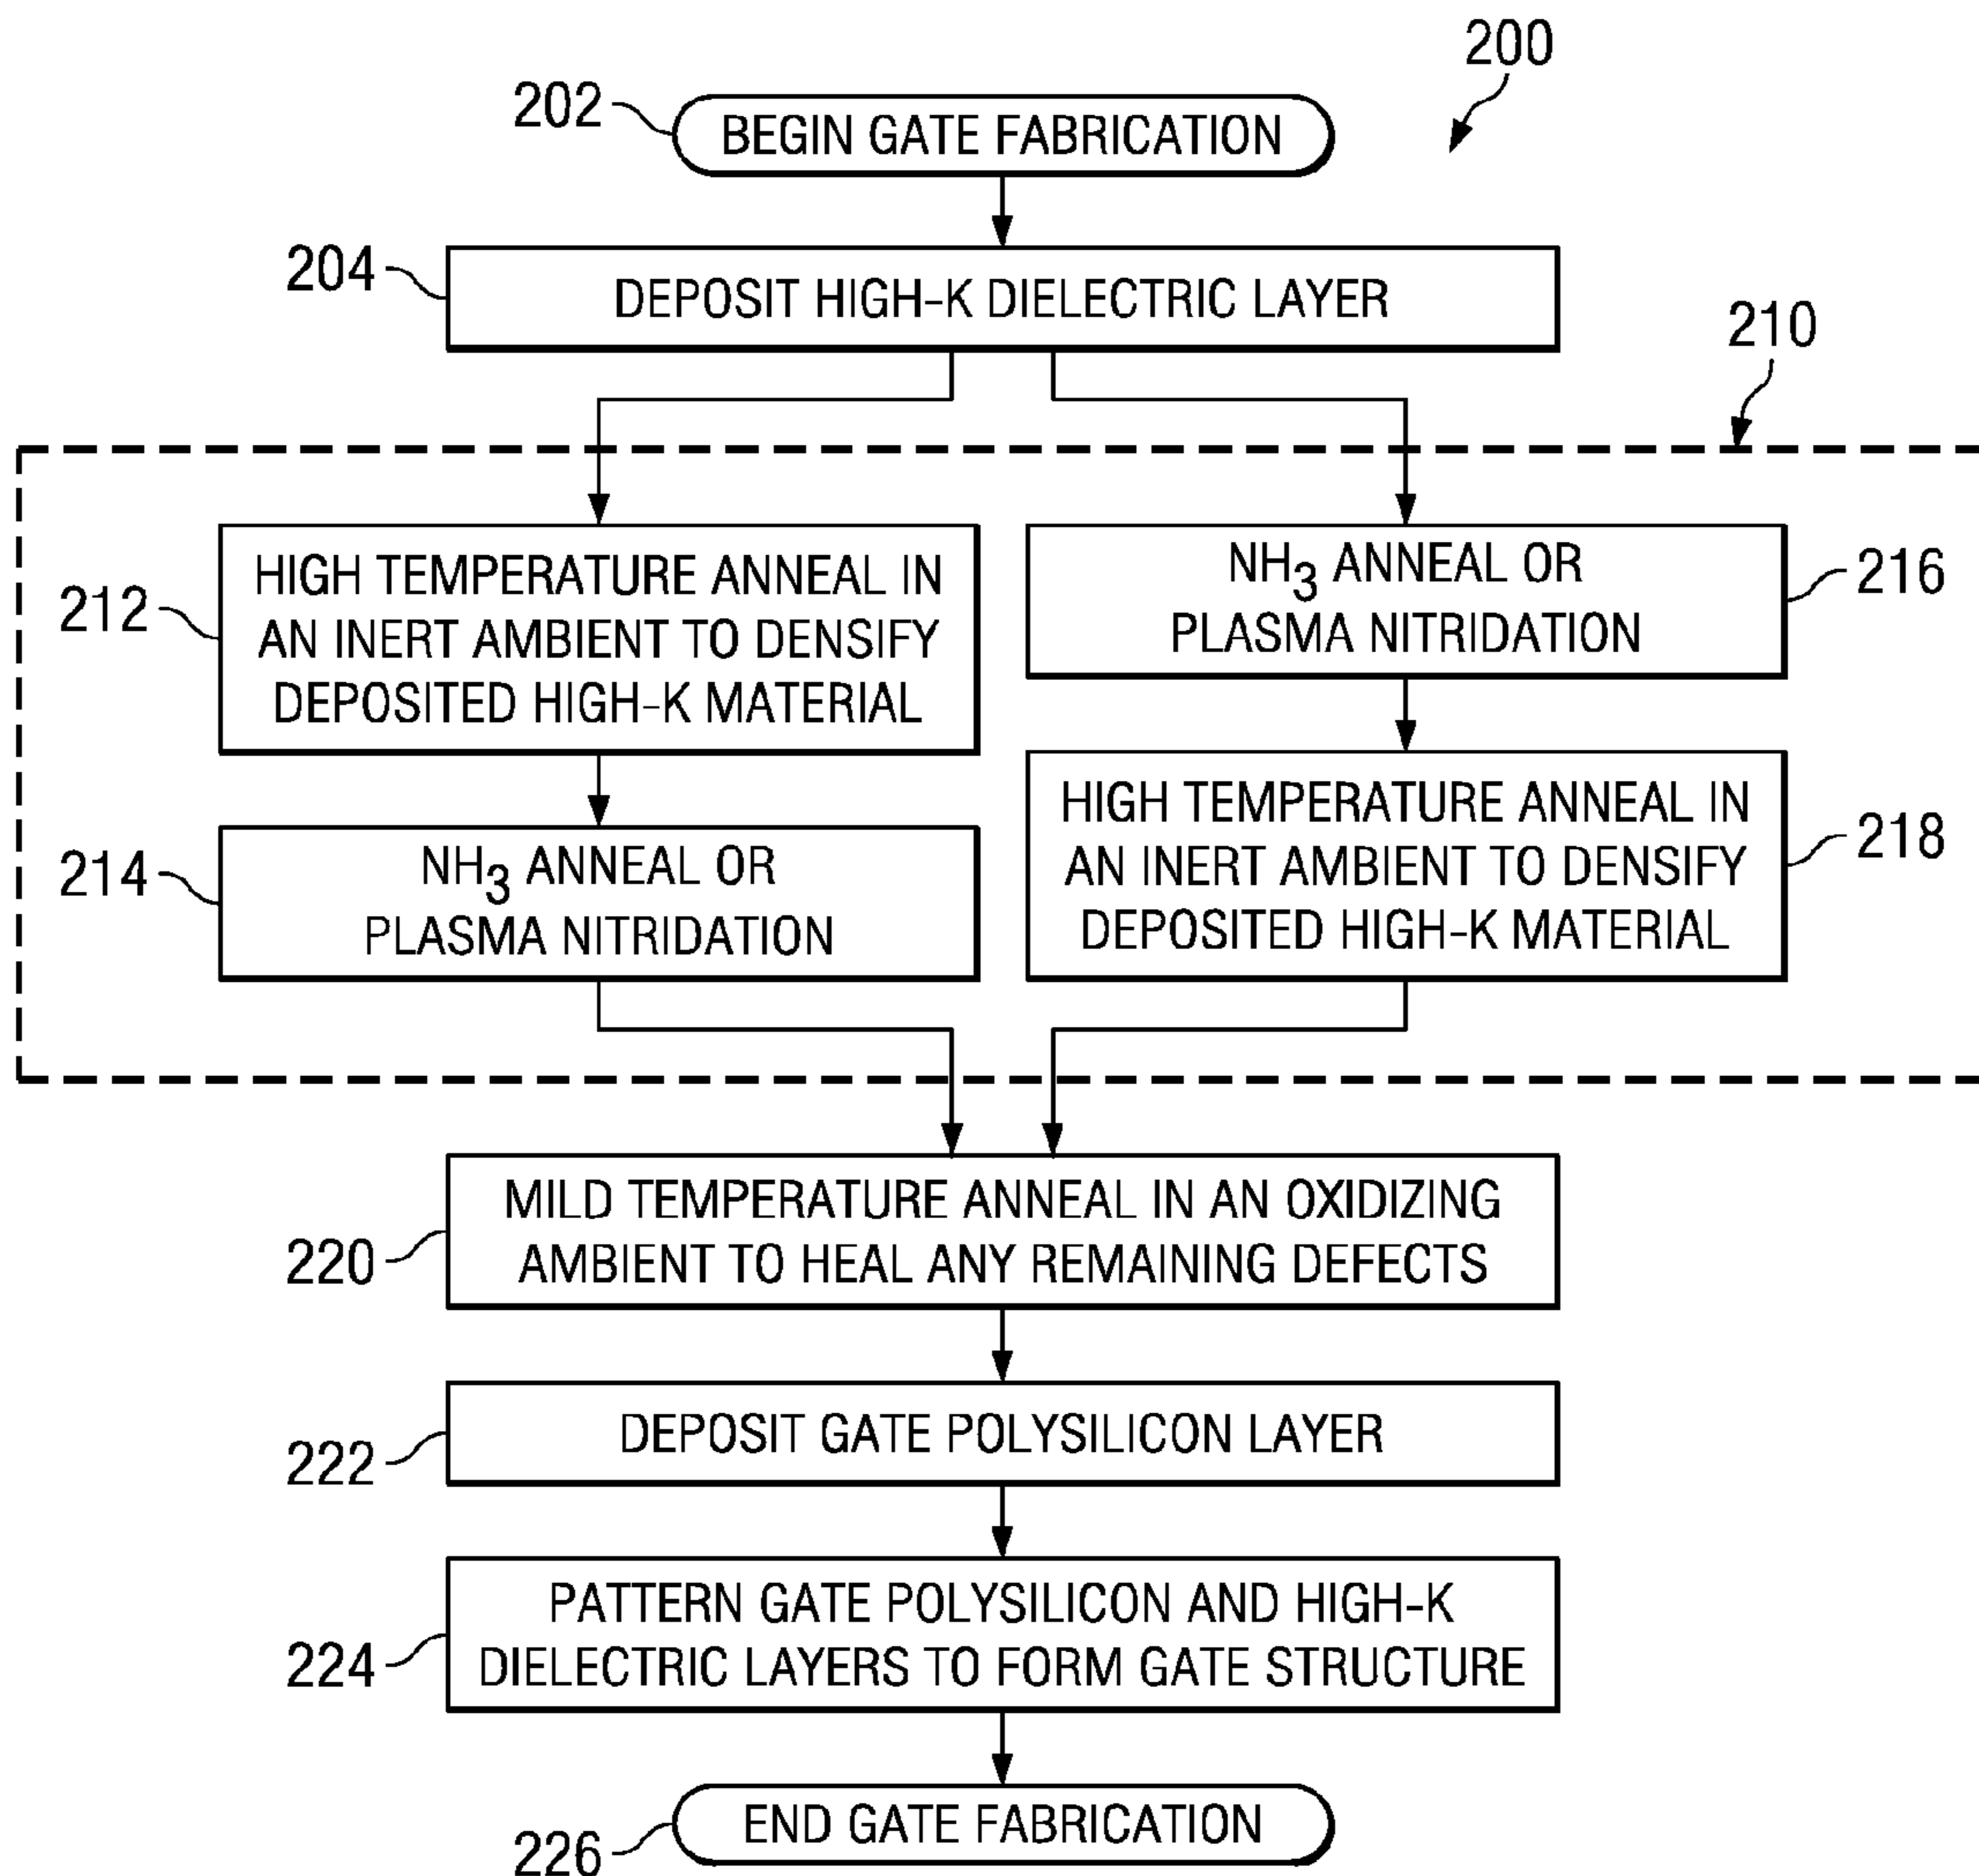 200
202
BEGIN GATE FABRICATION
204
DEPOSIT HIGH-K DIELECTRIC LAYER
210
212
HIGH TEMPERATURE ANNEAL IN
AN INERT AMBIENT TO DENSIFY
DEPOSITED HIGH-K MATERIAL
214
NH3 ANNEAL OR
PLASMA NITRIDATION
NH3 ANNEAL OR
PLASMA NITRIDATION
216
HIGH TEMPERATURE ANNEAL IN
AN INERT AMBIENT TO DENSIFY
DEPOSITED HIGH-K MATERIAL
218
MILD TEMPERATURE ANNEAL IN AN OXIDIZING
AMBIENT TO HEAL ANY REMAINING DEFECTS
220
DEPOSIT GATE POLYSILICON LAYER
222
PATTERN GATE POLYSILICON AND HIGH-K
DIELECTRIC LAYERS TO FORM GATE STRUCTURE
224
END GATE FABRICATION
226